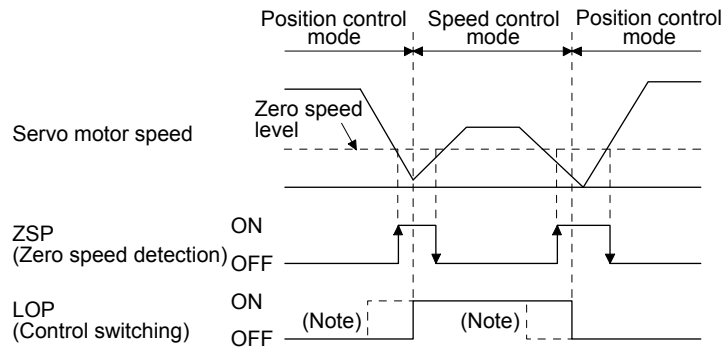 Position control mode
Speed control mode
Position control mode
Zero speed level
Servo motor speed
ZSP
(Zero speed detection)
ON
OFF
LOP
(Control switching)
ON
OFF
(Note)
(Note)